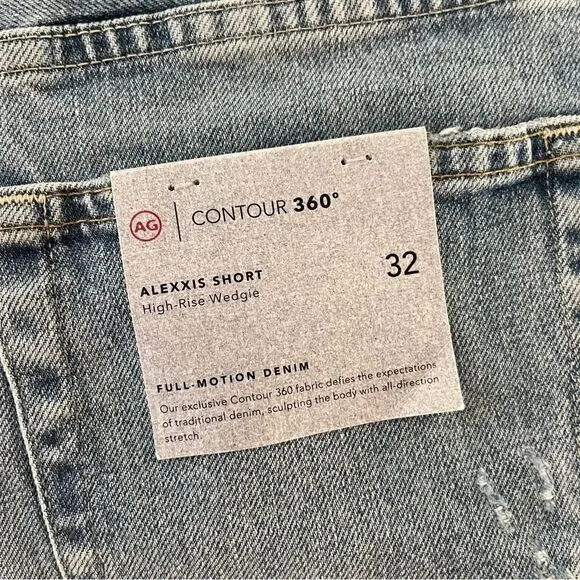 AG | CONTOUR 360°
ALEXXIS SHORT
High-Rise Wedgie
32
FULL-MOTION DENIM
Our exclusive Contour 360 fabric defies the expectations
of traditional denim, sculpting the body with all-direction
stretch.